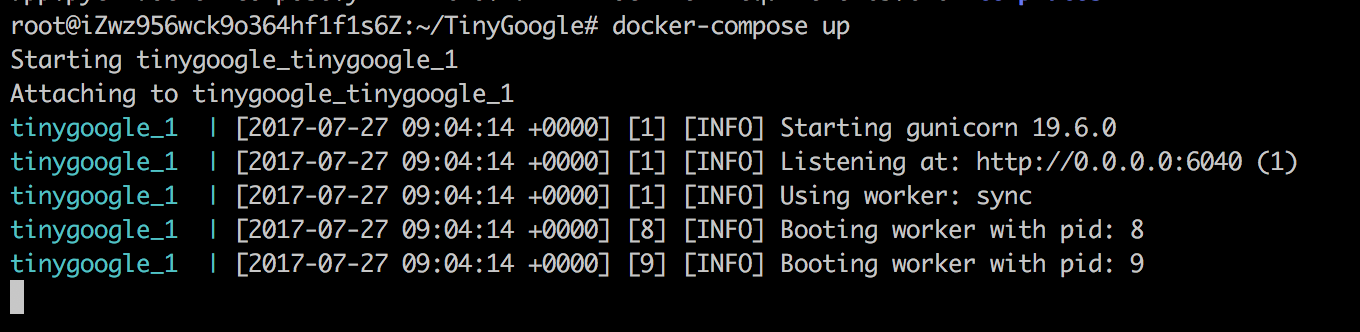 root@iZwz956wck9o364hf1f1s6Z:~/TinyGoogle# docker-compose up
Starting tinygoogle_tinygoogle_1
Attaching to tinygoogle_tinygoogle_1
tinygoogle_1  | [2017-07-27 09:04:14 +0000] [1] [INFO] Starting gunicorn 19.6.0
tinygoogle_1  | [2017-07-27 09:04:14 +0000] [1] [INFO] Listening at: http://0.0.0.0:6040 (1)
tinygoogle_1  | [2017-07-27 09:04:14 +0000] [1] [INFO] Using worker: sync
tinygoogle_1  | [2017-07-27 09:04:14 +0000] [8] [INFO] Booting worker with pid: 8
tinygoogle_1  | [2017-07-27 09:04:14 +0000] [9] [INFO] Booting worker with pid: 9